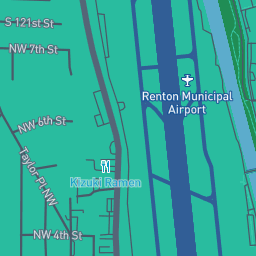 S 121st St
NW 7th St
Renton Municipal
Airport
NW 6th St
Taylor Pl NW
Kizuki Ramen
NW 4th St